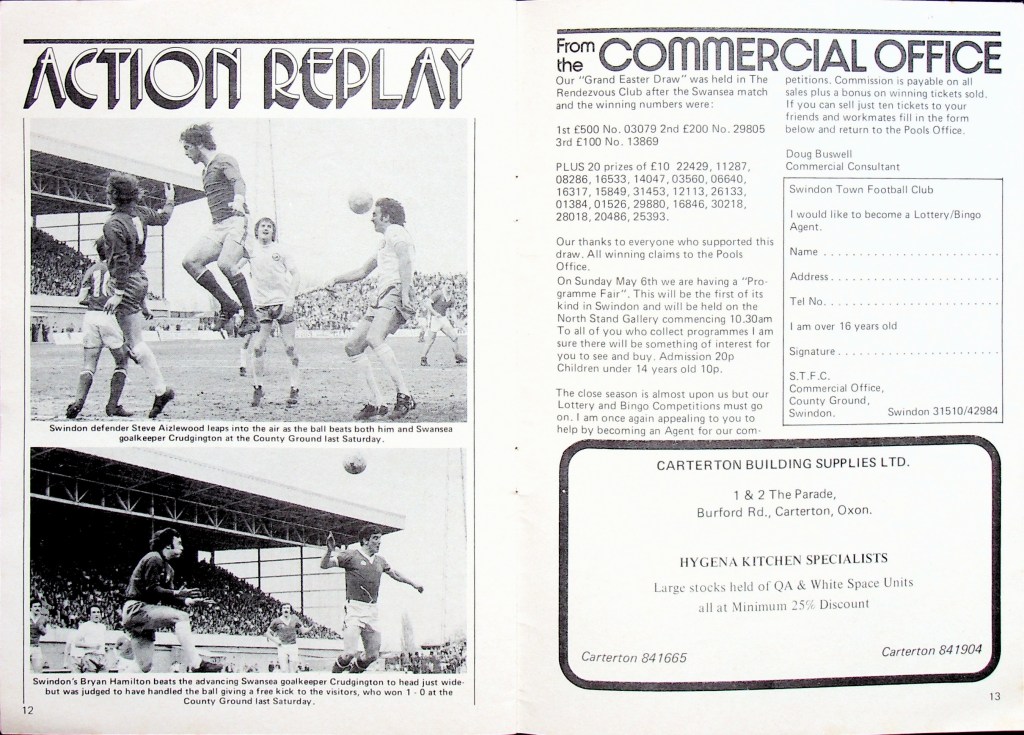 ACTION REPLAY
Swindon defender Steve Aizlewood leaps into the air as the ball beats both him and Swansea
goalkeeper Crudgington at the County Ground last Saturday.
Swindon's Bryan Hamilton beats the advancing Swansea goalkeeper Crudgington to head just wide-
but was judged to have handled the ball giving a free kick to the visitors, who won 1 - 0 at the
County Ground last Saturday.
12
From
the COMMERCIAL OFFICE
Our "Grand Easter Draw" was held in The
Rendezvous Club after the Swansea match
and the winning numbers were:
1st £500 No. 03079 2nd £200 No. 29805
3rd £100 No. 13869
PLUS 20 prizes of £10 22429, 11287,
08286, 16533, 14047, 03560, 06640,
16317, 15849, 31453, 12113, 26133,
01384, 01526, 29880, 16846, 30218,
28018, 20486, 25393.
Our thanks to everyone who supported this
draw. All winning claims to the Pools
Office.
On Sunday May 6th we are having a "Pro-
gramme Fair". This will be the first of its
kind in Swindon and will be held on the
North Stand Gallery commencing 10.30am
To all of you who collect programmes I am
sure there will be something of interest for
you to see and buy. Admission 20p
Children under 14 years old 10p.
The close season is almost upon us but our
Lottery and Bingo Competitions must go
on. I am once again appealing to you to
help by becoming an Agent for our com-
petitions. Commission is payable on all
sales plus a bonus on winning tickets sold.
If you can sell just ten tickets to your
friends and workmates fill in the form
below and return to the Pools Office.
Doug Buswell
Commercial Consultant
Swindon Town Football Club
I would like to become a Lottery/Bingo
Agent.
Name . . . . . . . . . . . . . . . . . . . . . . . .
Address . . . . . . . . . . . . . . . . . . . . . . .
Tel No. . . . . . . . . . . . . . . . . . . . . . . .
I am over 16 years old
Signature . . . . . . . . . . . . . . . . . . . . . .
S.T.F.C.
Commercial Office,
County Ground,
Swindon. Swindon 31510/42984
CARTERTON BUILDING SUPPLIES LTD.
1 & 2 The Parade,
Burford Rd., Carterton, Oxon.
HYGENA KITCHEN SPECIALISTS
Large stocks held of QA & White Space Units
all at Minimum 25% Discount
Carterton 841665 Carterton 841904
13